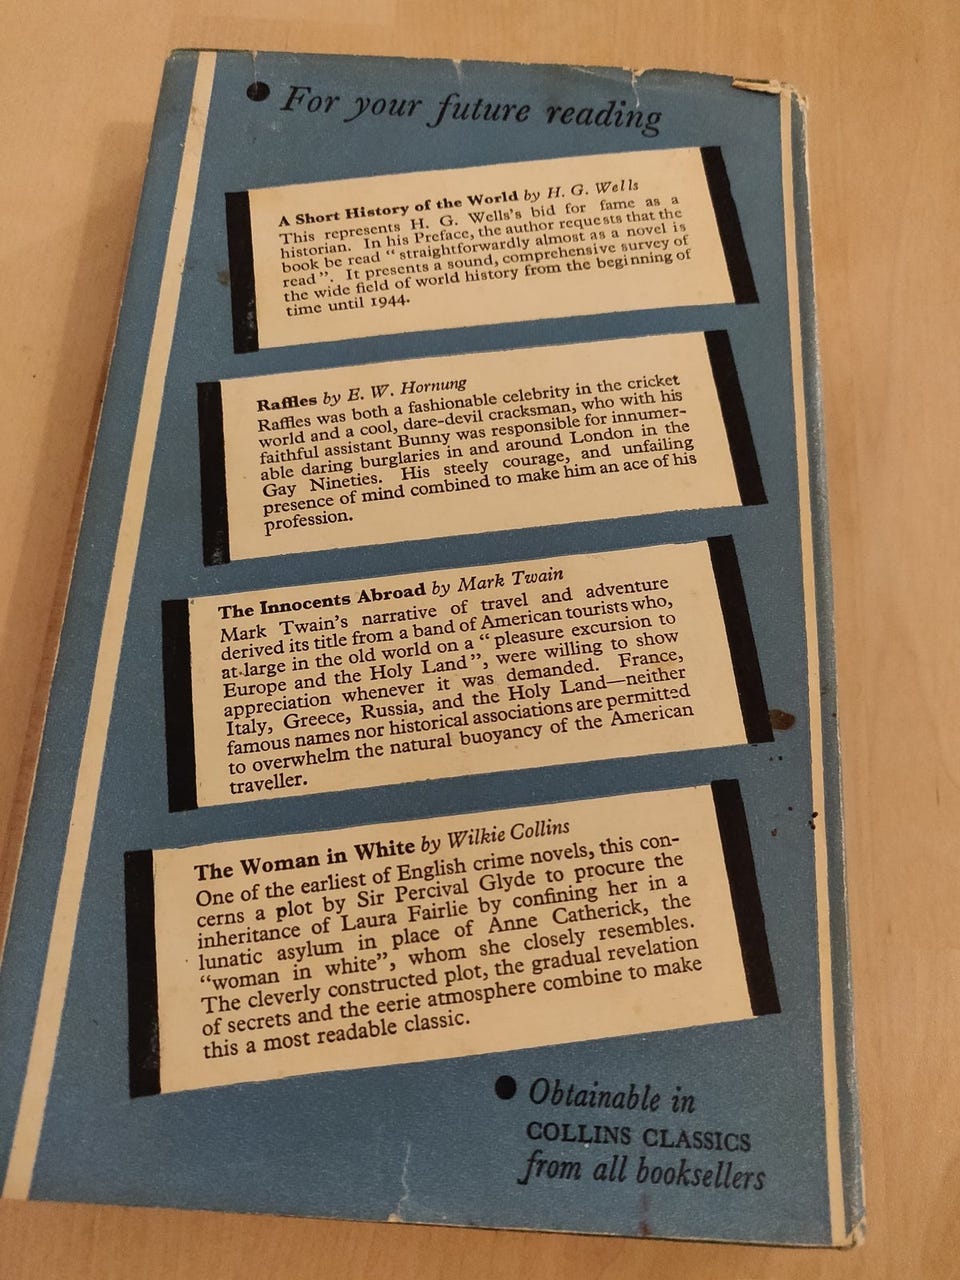 ● For your future reading
A Short History of the World by H. G. Wells
This represents H. G. Wells's bid for fame as a
historian. In his Preface, the author requests that the
book be read "straightforwardly almost as a novel is
read". It presents a sound, comprehensive survey of
the wide field of world history from the beginning of
time until 1944.
Raffles by E. W. Hornung
Raffles was both a fashionable celebrity in the cricket
world and a cool, dare-devil cracksman, who with his
faithful assistant Bunny was responsible for innumer-
able daring burglaries in and around London in the
Gay Nineties. His steely courage, and unfailing
presence of mind combined to make him an ace of his
profession.
The Innocents Abroad by Mark Twain
Mark Twain's narrative of travel and adventure
derived its title from a band of American tourists who,
at large in the old world on a "pleasure excursion to
Europe and the Holy Land", were willing to show
appreciation whenever it was demanded. France,
Italy, Greece, Russia, and the Holy Land—neither
famous names nor historical associations are permitted
to overwhelm the natural buoyancy of the American
traveller.
The Woman in White by Wilkie Collins
One of the earliest of English crime novels, this con-
cerns a plot by Sir Percival Glyde to procure the
inheritance of Laura Fairlie by confining her in a
lunatic asylum in place of Anne Catherick, the
"woman in white", whom she closely resembles.
The cleverly constructed plot, the gradual revelation
of secrets and the eerie atmosphere combine to make
this a most readable classic.
● Obtainable in
COLLINS CLASSICS
from all booksellers